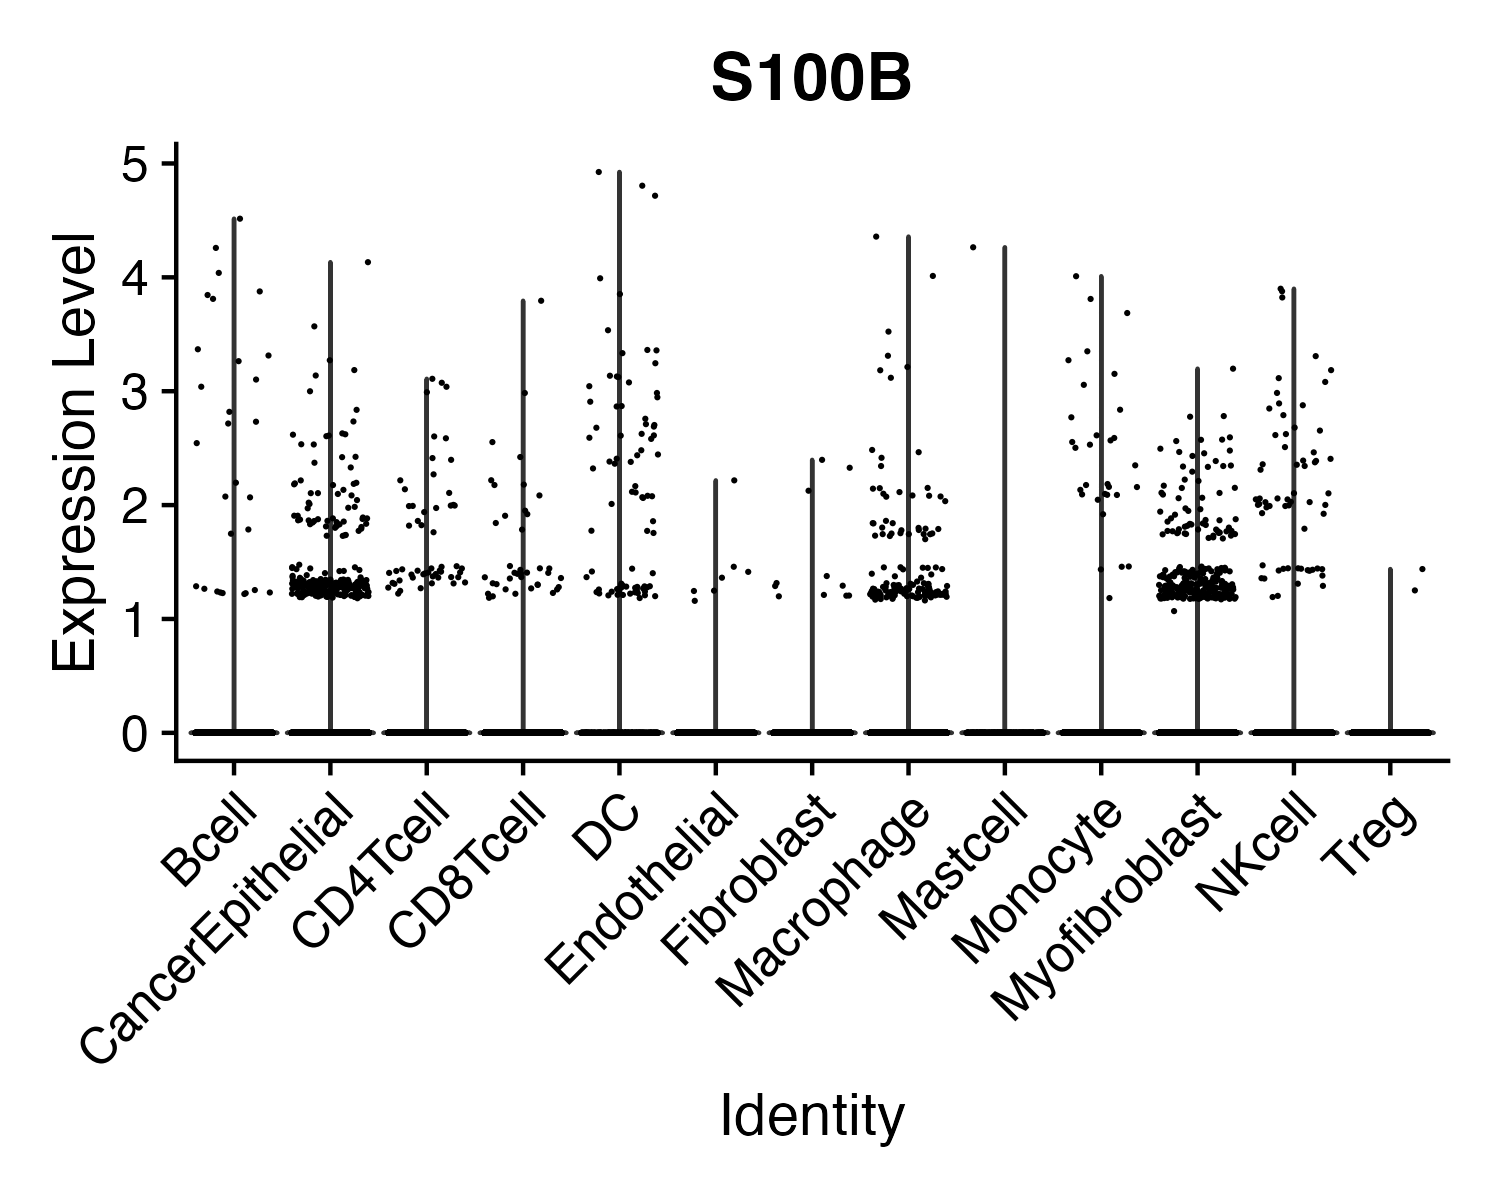 S100B
Expression Level
5
4
3
2
1
0
Bcell
CancerEpithelial
CD4Tcell
CD8Tcell
DC
Endothelial
Fibroblast
Macrophage
Mastcell
Monocyte
Myofibroblast
NKcell
Treg
Identity